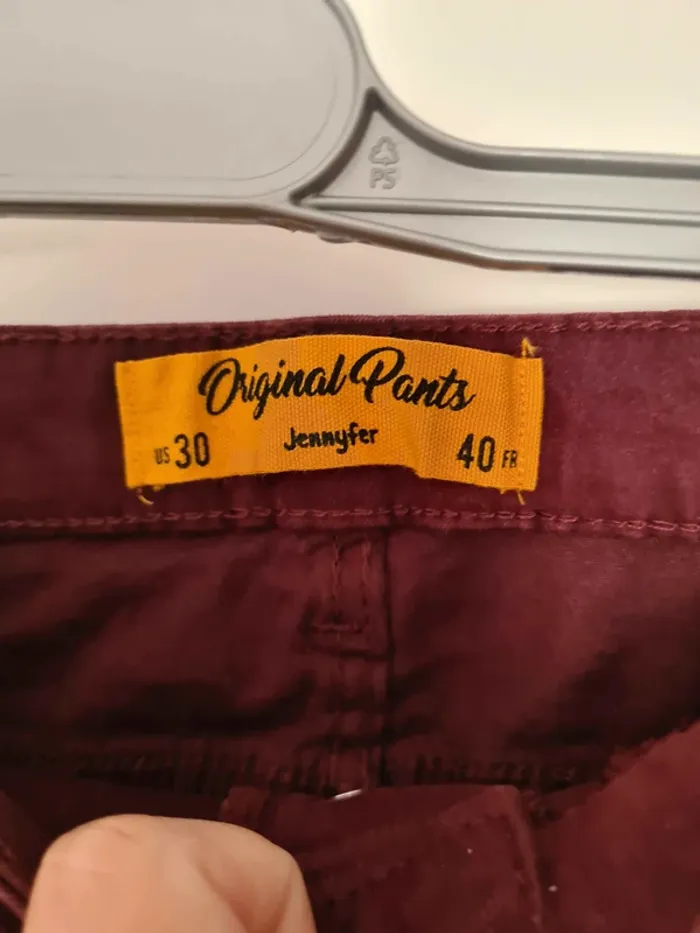 PS
Original Pants
Jennyfer
US 30
40 FR